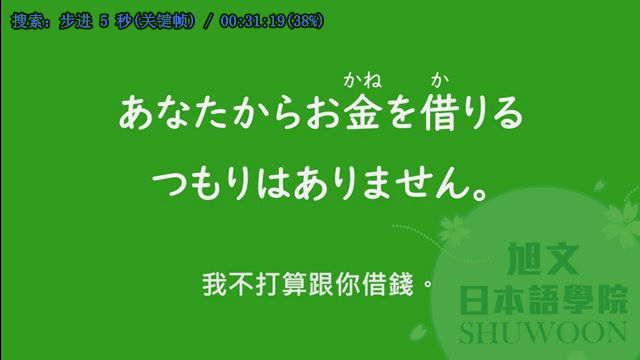 搜索: 步进 5 秒(关键帧) / 00:31:19(38%)
かね か
あなたからお金を借りる
つもりはありません。
我不打算跟你借錢。
旭文
日本語學院
SHUWOON